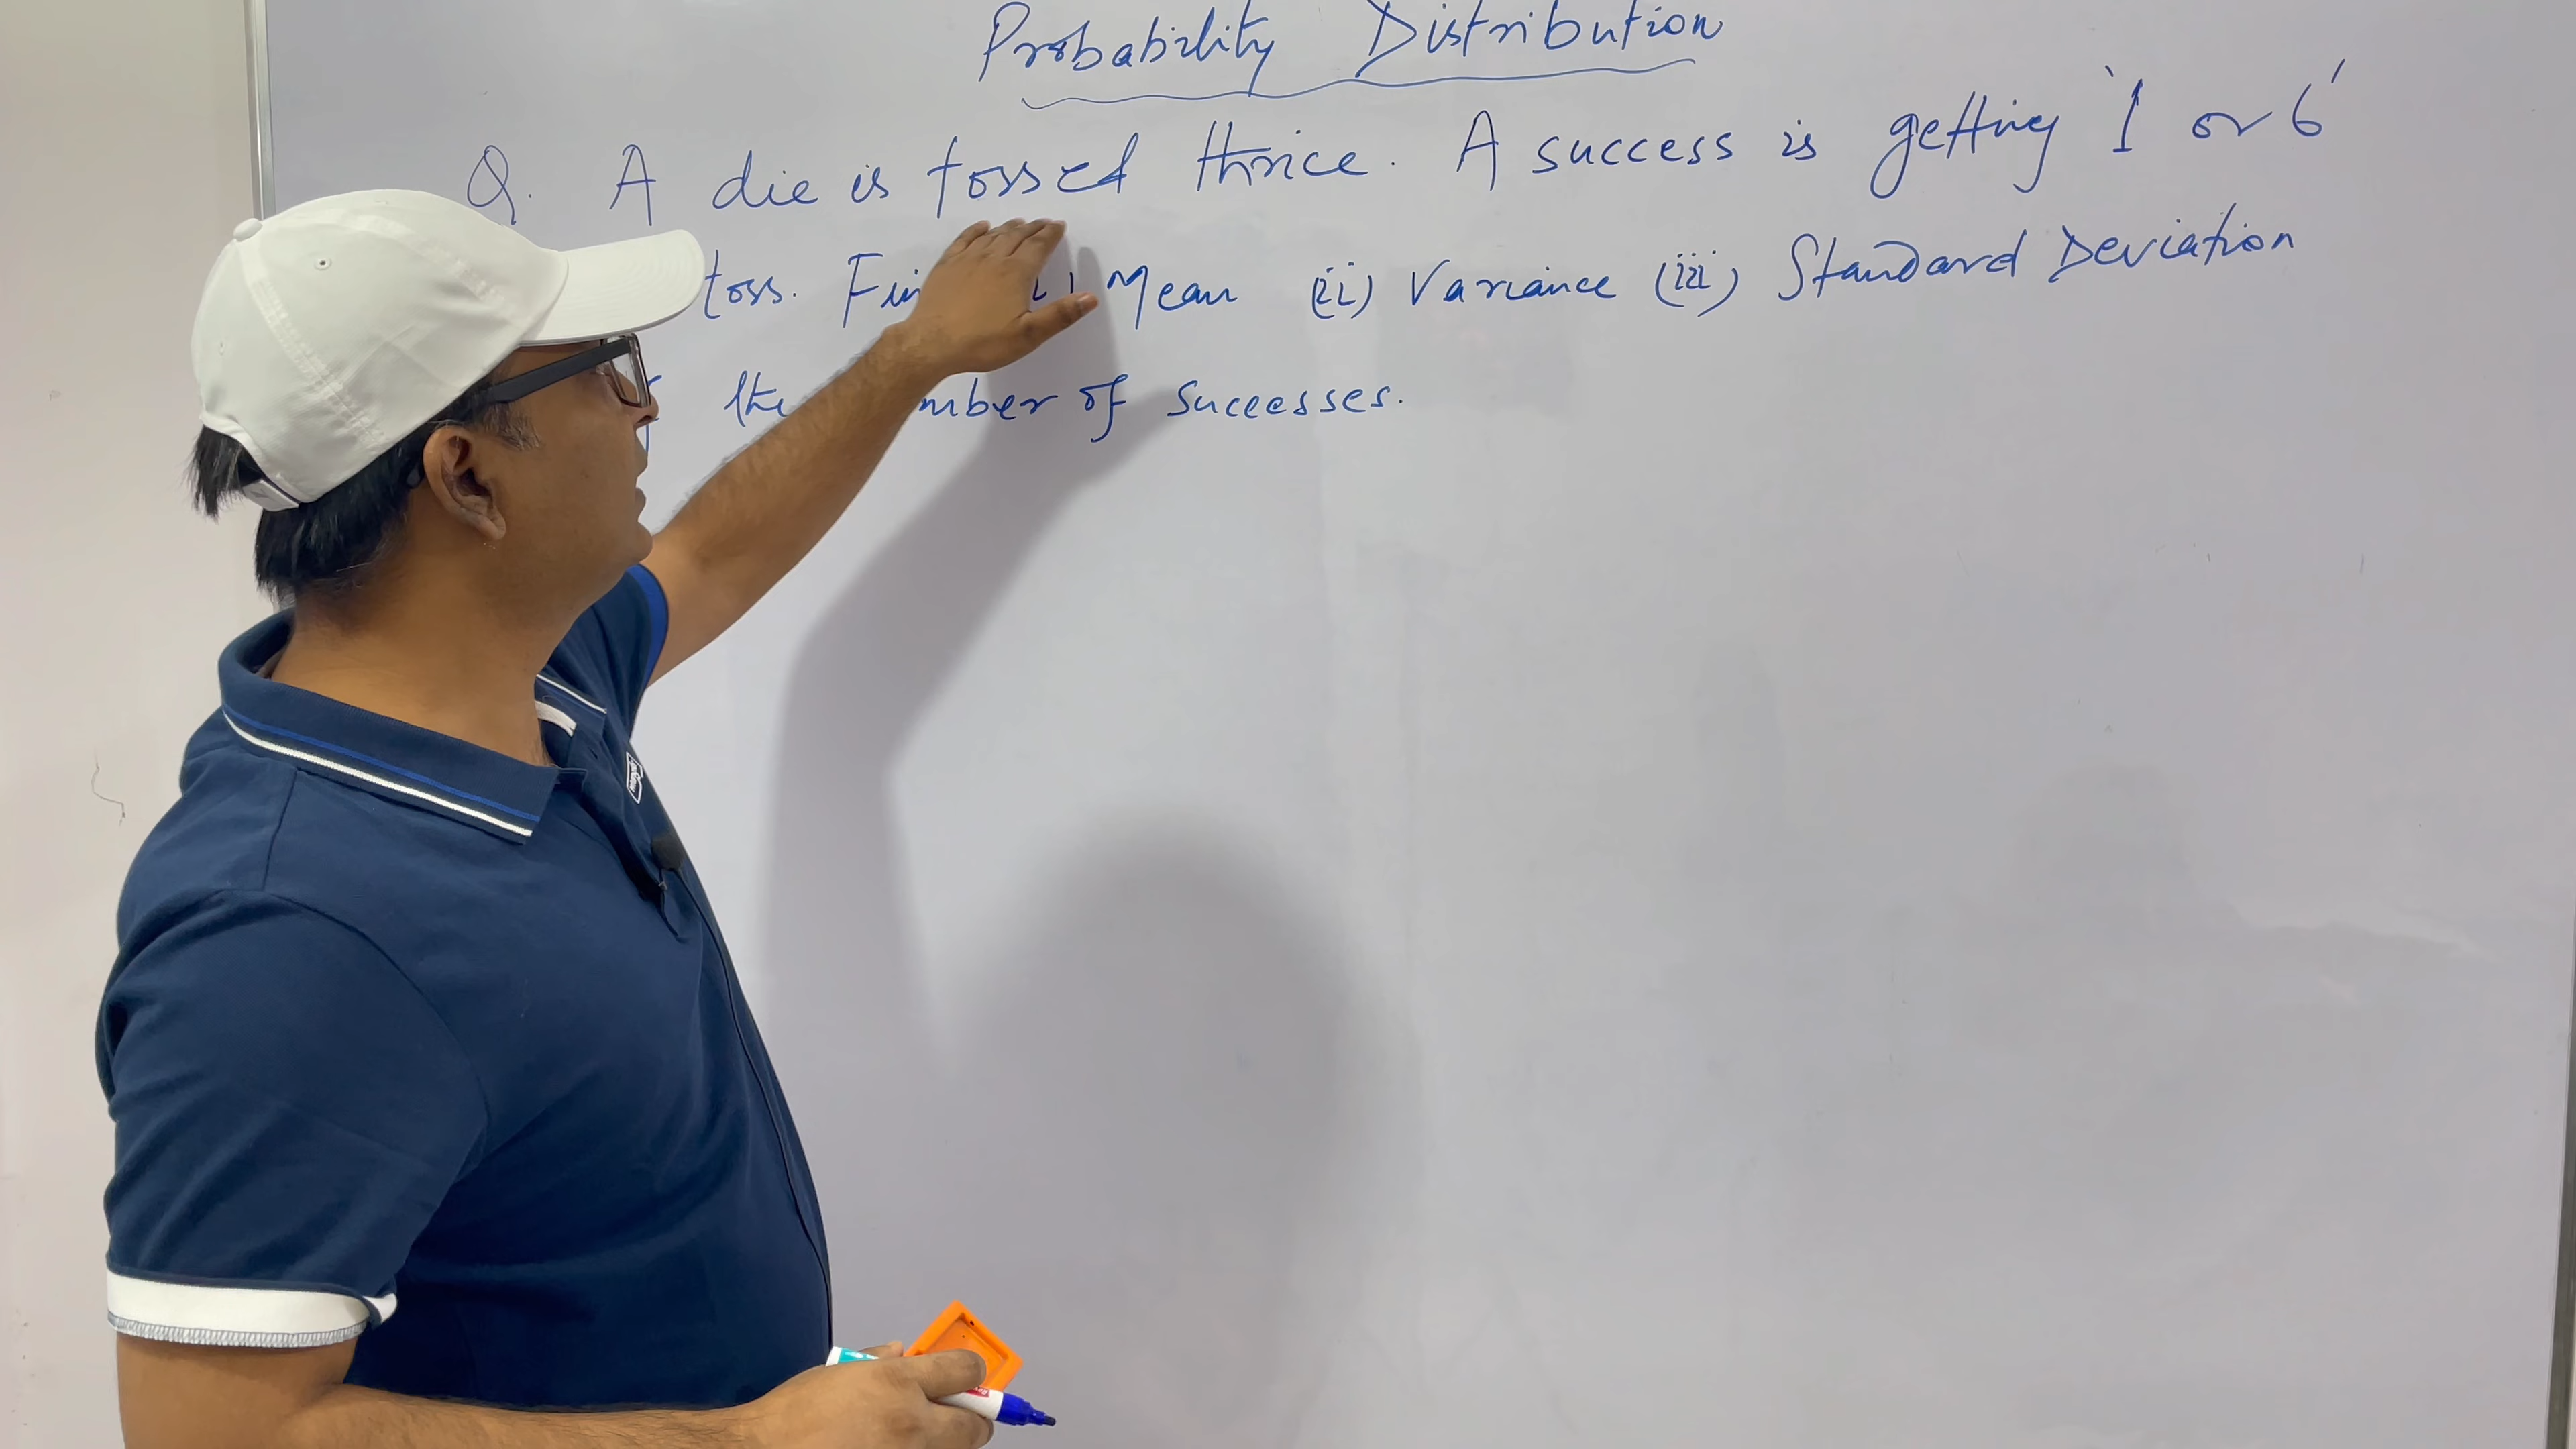 Probability Distribution
Q. A die is tossed thrice. A success is getting '1 or 6'
toss. Fin (i) Mean (ii) Variance (iii) Standard Deviation
the mber of successes.